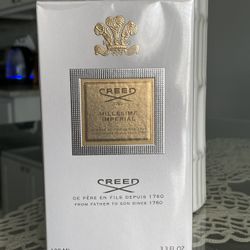 CREED
MILLESIME
IMPERIAL
CREED
DE PÈRE EN FILS DEPUIS 1760
FROM FATHER TO SON SINCE 1760
3.3 FL.OZ